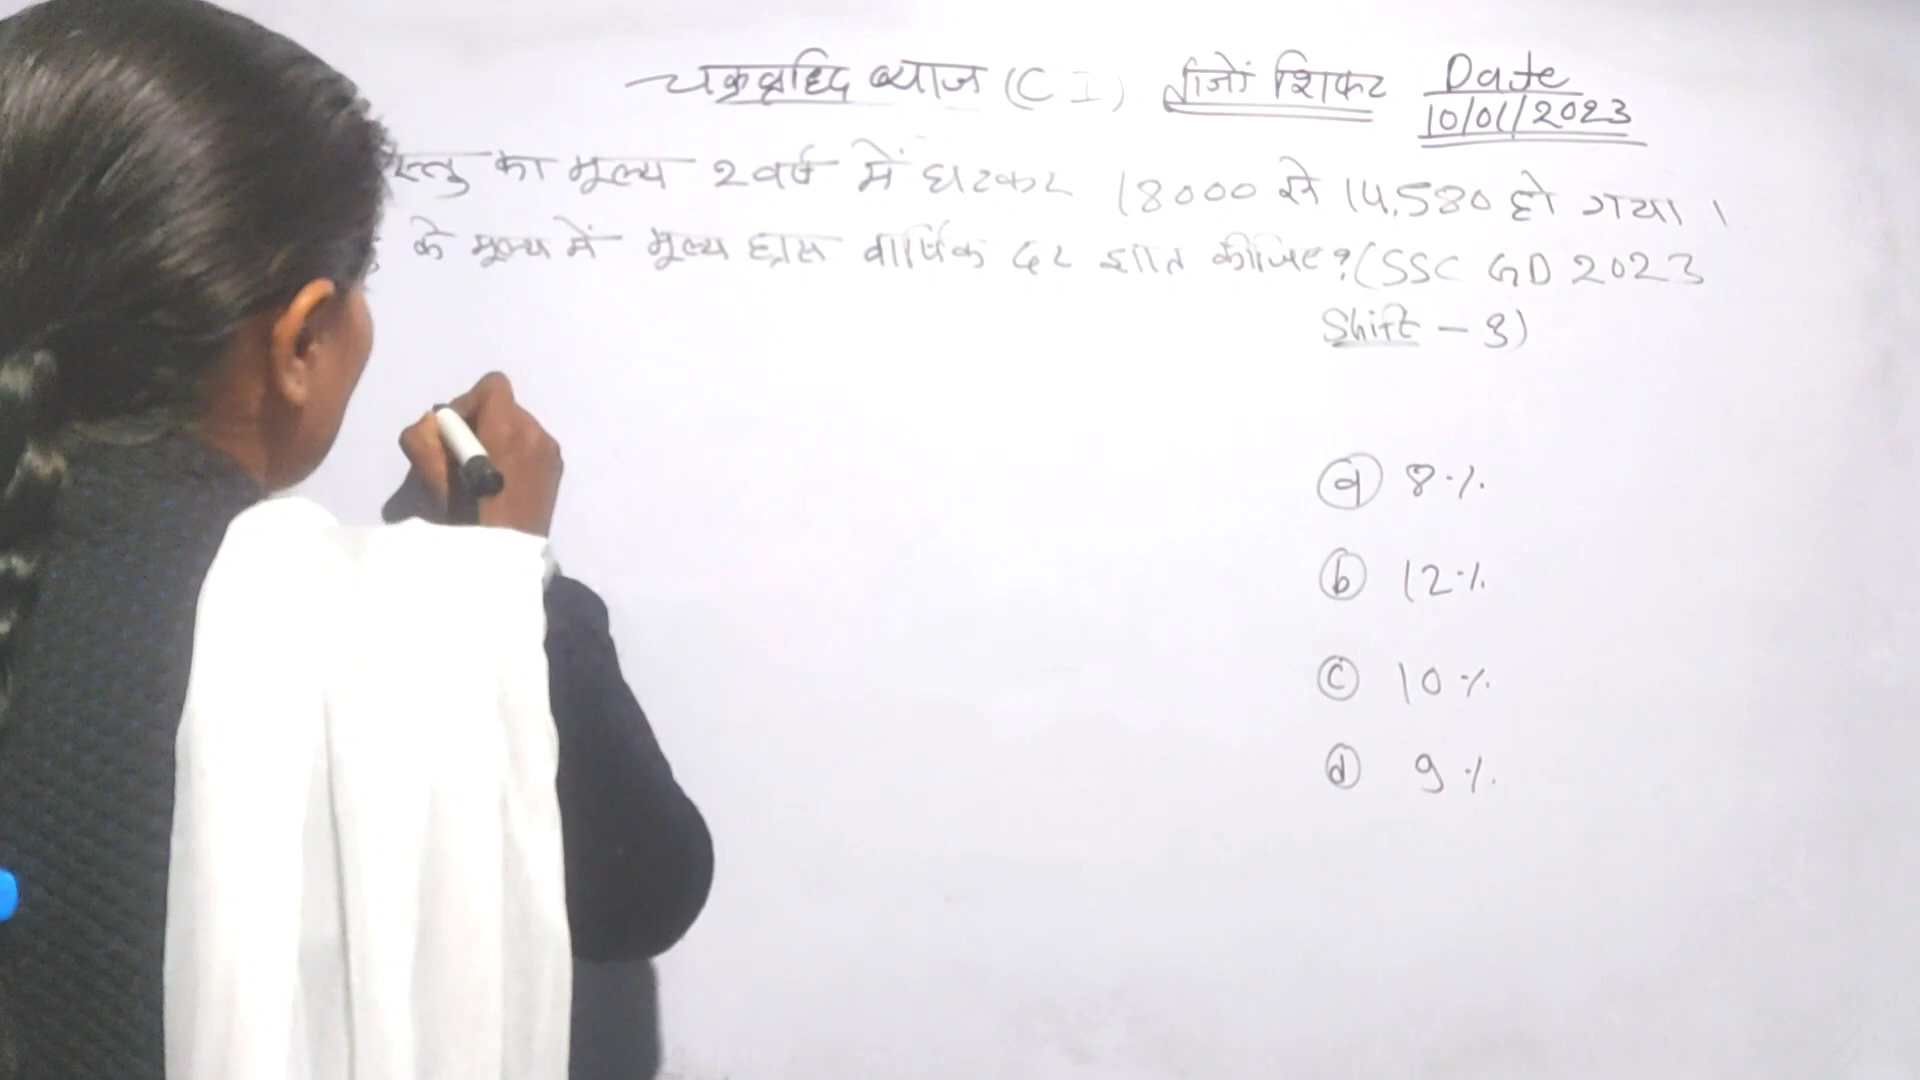 चक्रवृद्धि ब्याज (C I) तीजों शिफ्ट Date
10/01/2023
का मूल्य 2 वर्ष में घटकर 18000 से 14,580 हो गया ।
के मूल्य में मूल्य ह्रास वार्षिक दर ज्ञात कीजिए ? (SSC GD 2023
Shift - 3)
(a) 8%
(b) 12%
(c) 10%
(d) 9%